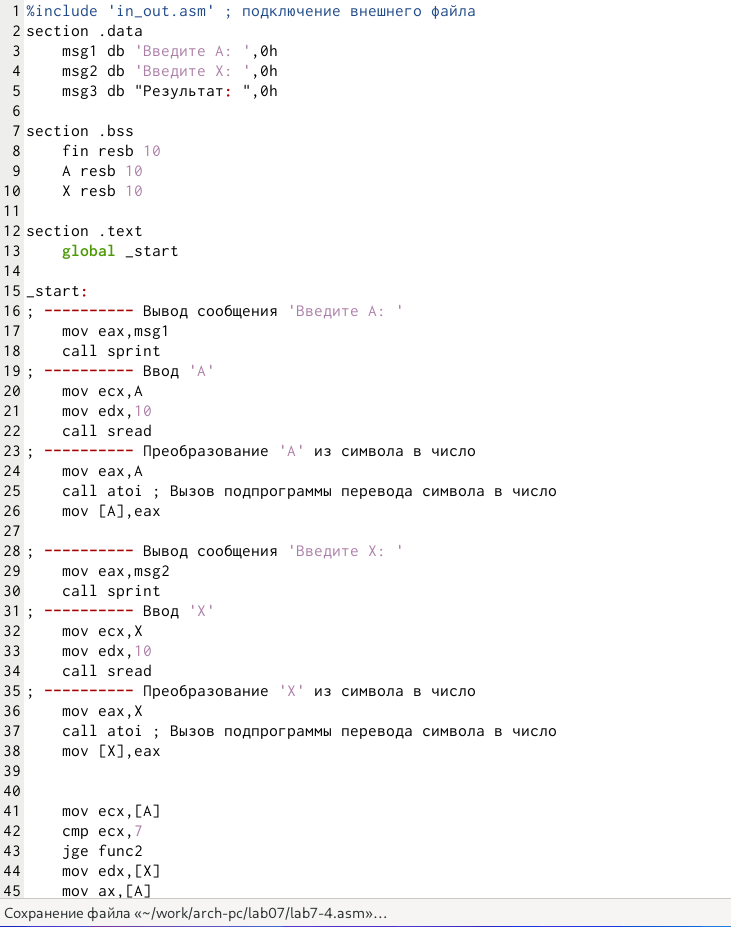 1 %include 'in_out.asm' ; подключение внешнего файла
2 section .data
3     msg1 db 'Введите A: ',0h
4     msg2 db 'Введите X: ',0h
5     msg3 db "Результат: ",0h
6
7 section .bss
8     fin resb 10
9     A resb 10
10     X resb 10
11
12 section .text
13     global _start
14
15 _start:
16 ; ---------- Вывод сообщения 'Введите A: '
17     mov eax,msg1
18     call sprint
19 ; ---------- Ввод 'A'
20     mov ecx,A
21     mov edx,10
22     call sread
23 ; ---------- Преобразование 'A' из символа в число
24     mov eax,A
25     call atoi ; Вызов подпрограммы перевода символа в число
26     mov [A],eax
27
28 ; ---------- Вывод сообщения 'Введите X: '
29     mov eax,msg2
30     call sprint
31 ; ---------- Ввод 'X'
32     mov ecx,X
33     mov edx,10
34     call sread
35 ; ---------- Преобразование 'X' из символа в число
36     mov eax,X
37     call atoi ; Вызов подпрограммы перевода символа в число
38     mov [X],eax
39
40
41     mov ecx,[A]
42     cmp ecx,7
43     jge func2
44     mov edx,[X]
45     mov ax,[A]
Сохранение файла «~/work/arch-pc/lab07/lab7-4.asm»…